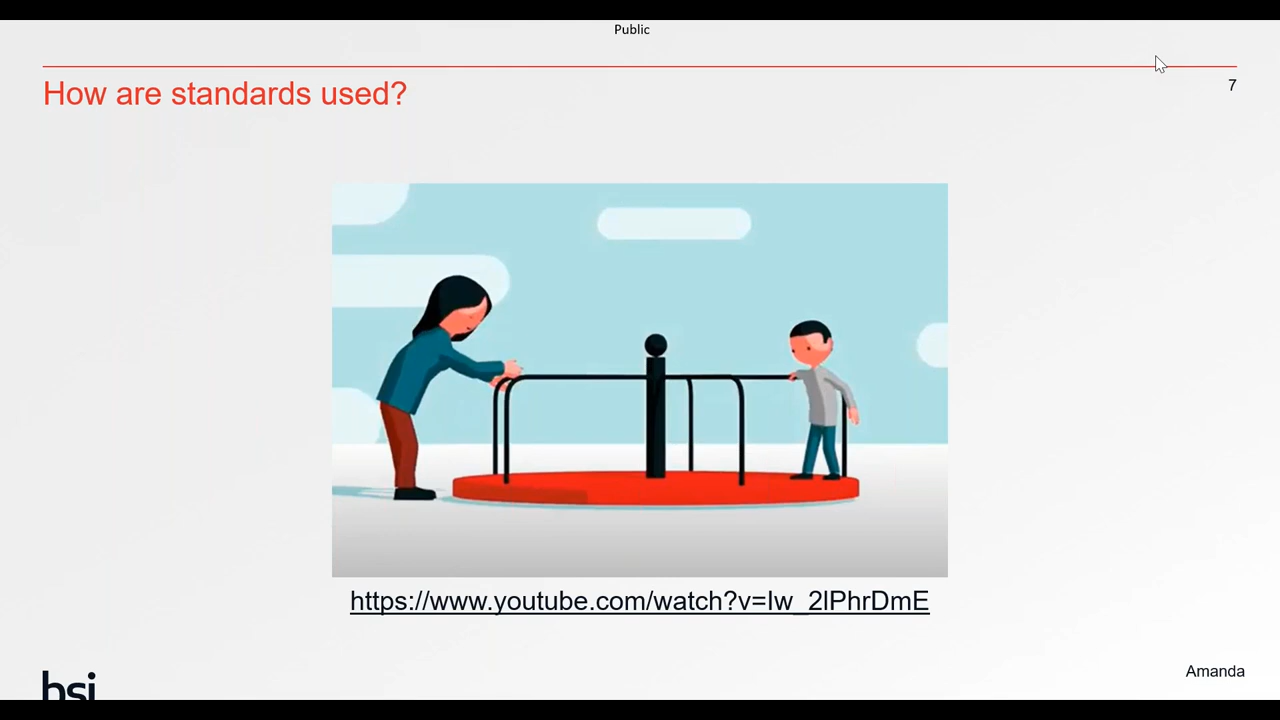 Public
How are standards used?
7
https://www.youtube.com/watch?v=Iw_2lPhrDmE
Amanda
bsi